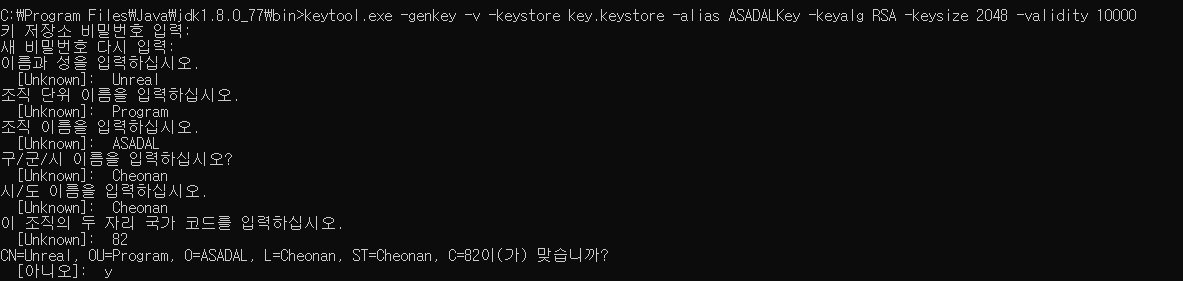 C:\Program Files\Java\jdk1.8.0_77\bin>keytool.exe -genkey -v -keystore key.keystore -alias ASADALKey -keyalg RSA -keysize 2048 -validity 10000
키 저장소 비밀번호 입력:
새 비밀번호 다시 입력:
이름과 성을 입력하십시오.
  [Unknown]:  Unreal
조직 단위 이름을 입력하십시오.
  [Unknown]:  Program
조직 이름을 입력하십시오.
  [Unknown]:  ASADAL
구/군/시 이름을 입력하십시오?
  [Unknown]:  Cheonan
시/도 이름을 입력하십시오.
  [Unknown]:  Cheonan
이 조직의 두 자리 국가 코드를 입력하십시오.
  [Unknown]:  82
CN=Unreal, OU=Program, O=ASADAL, L=Cheonan, ST=Cheonan, C=82이(가) 맞습니까?
  [아니오]:  y